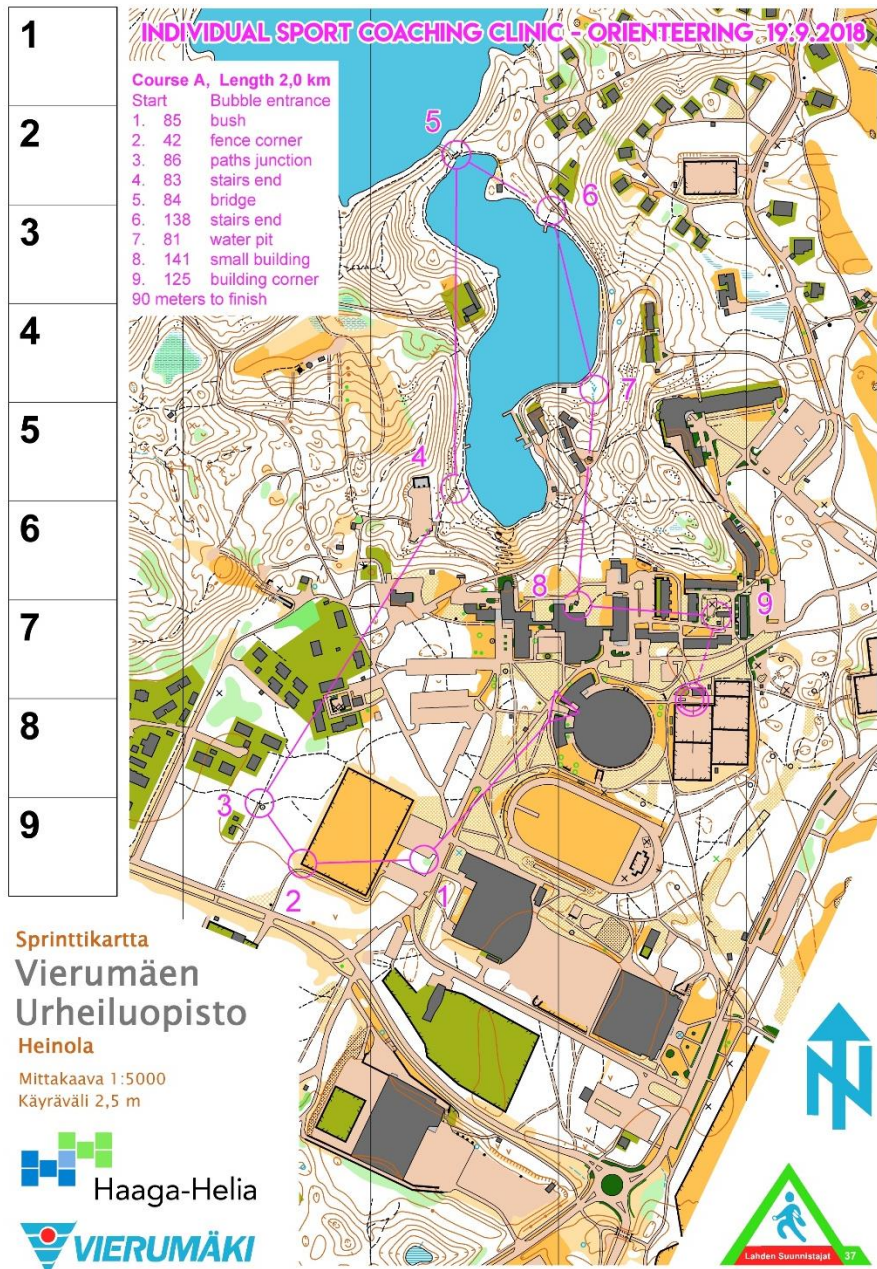 INDIVIDUAL SPORT COACHING CLINIC - ORIENTEERING 19.9.2018
1
2
3
4
5
6
7
8
9
Course A, Length 2,0 km
Start Bubble entrance
1. 85 bush
2. 42 fence corner
3. 86 paths junction
4. 83 stairs end
5. 84 bridge
6. 138 stairs end
7. 81 water pit
8. 141 small building
9. 125 building corner
90 meters to finish
5
6
7
4
8
9
3
2
1
Sprinttikartta
Vierumäen
Urheiluopisto
Heinola
Mittakaava 1:5000
Käyräväli 2,5 m
Haaga-Helia
VIERUMÄKI
N
Lahden Suunnistajat 37